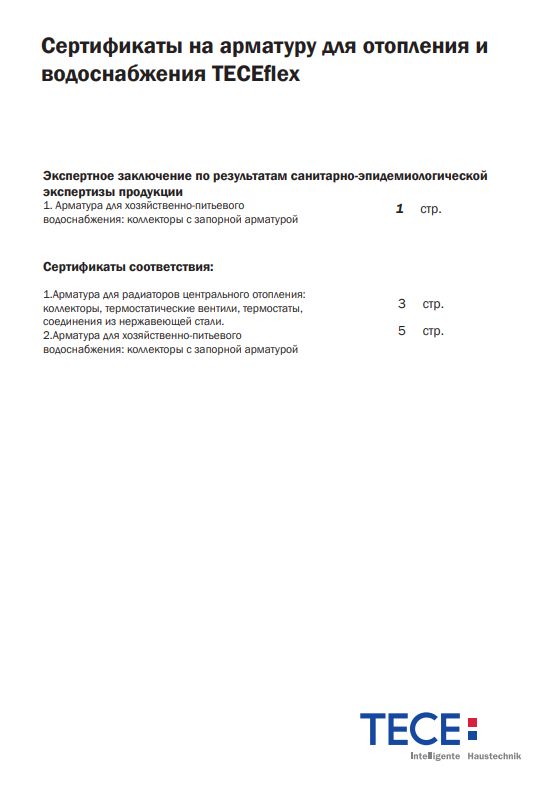 Сертификаты на арматуру для отопления и
водоснабжения TECEflex
Экспертное заключение по результатам санитарно-эпидемиологической
экспертизы продукции
1. Арматура для хозяйственно-питьевого
водоснабжения: коллекторы с запорной арматурой
1 стр.
Сертификаты соответствия:
1.Арматура для радиаторов центрального отопления:
коллекторы, термостатические вентили, термостаты,
соединения из нержавеющей стали.
3 стр.
2.Арматура для хозяйственно-питьевого
водоснабжения: коллекторы с запорной арматурой
5 стр.
TECE
Intelligente Haustechnik